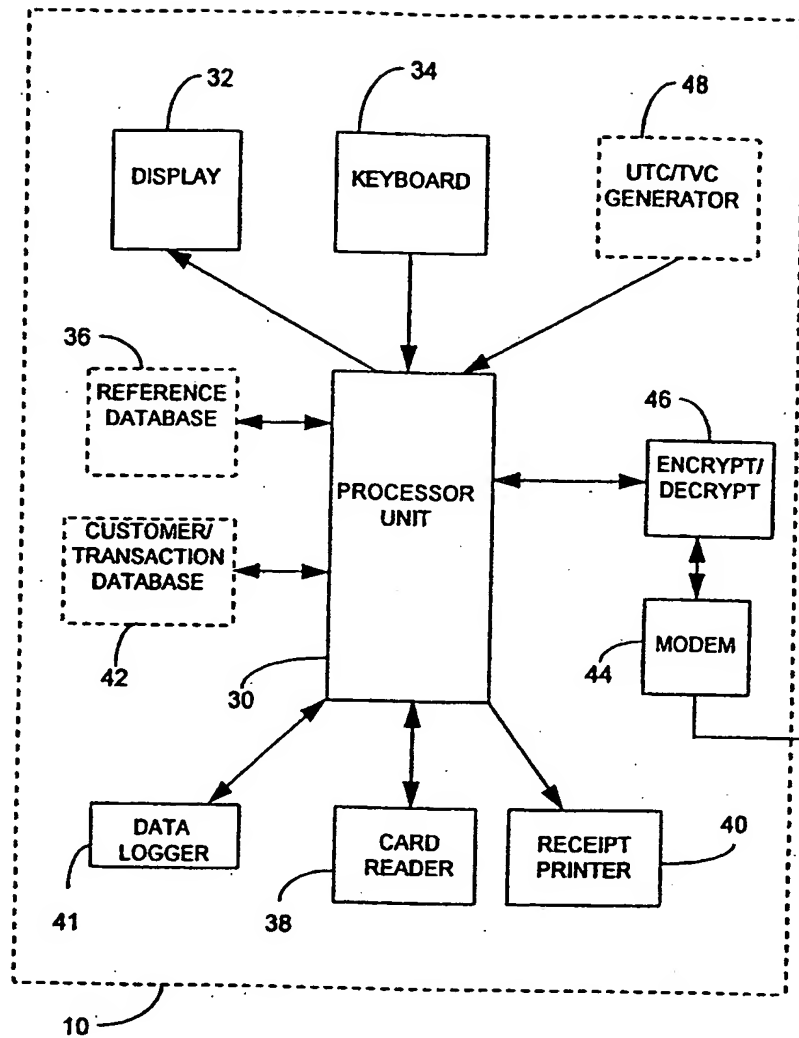 32
34
48
DISPLAY
KEYBOARD
UTC/TVC
GENERATOR
36
REFERENCE
DATABASE
46
ENCRYPT/
DECRYPT
PROCESSOR
UNIT
CUSTOMER/
TRANSACTION
DATABASE
42
30
MODEM
44
DATA
LOGGER
41
CARD
READER
38
RECEIPT
PRINTER
40
10